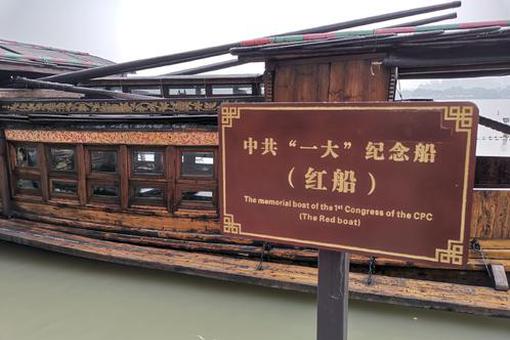 中共“一大”纪念船
（红船）
The memorial boat of the 1st Congress of the CPC
(The Red boat)